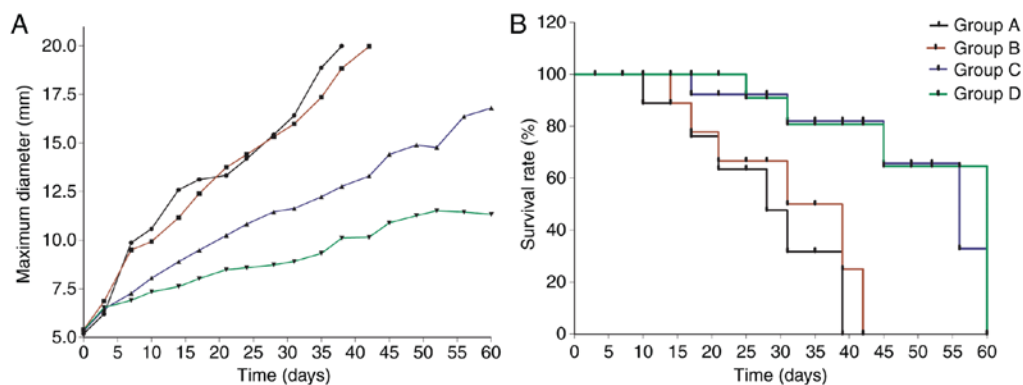 A
Maximum diameter (mm)
20.0
17.5
15.0
12.5
10.0
7.5
5.0
0 5 10 15 20 25 30 35 40 45 50 55 60
Time (days)
B
Survival rate (%)
120
100
80
60
40
20
0
0 5 10 15 20 25 30 35 40 45 50 55 60
Time (days)
Group A
Group B
Group C
Group D